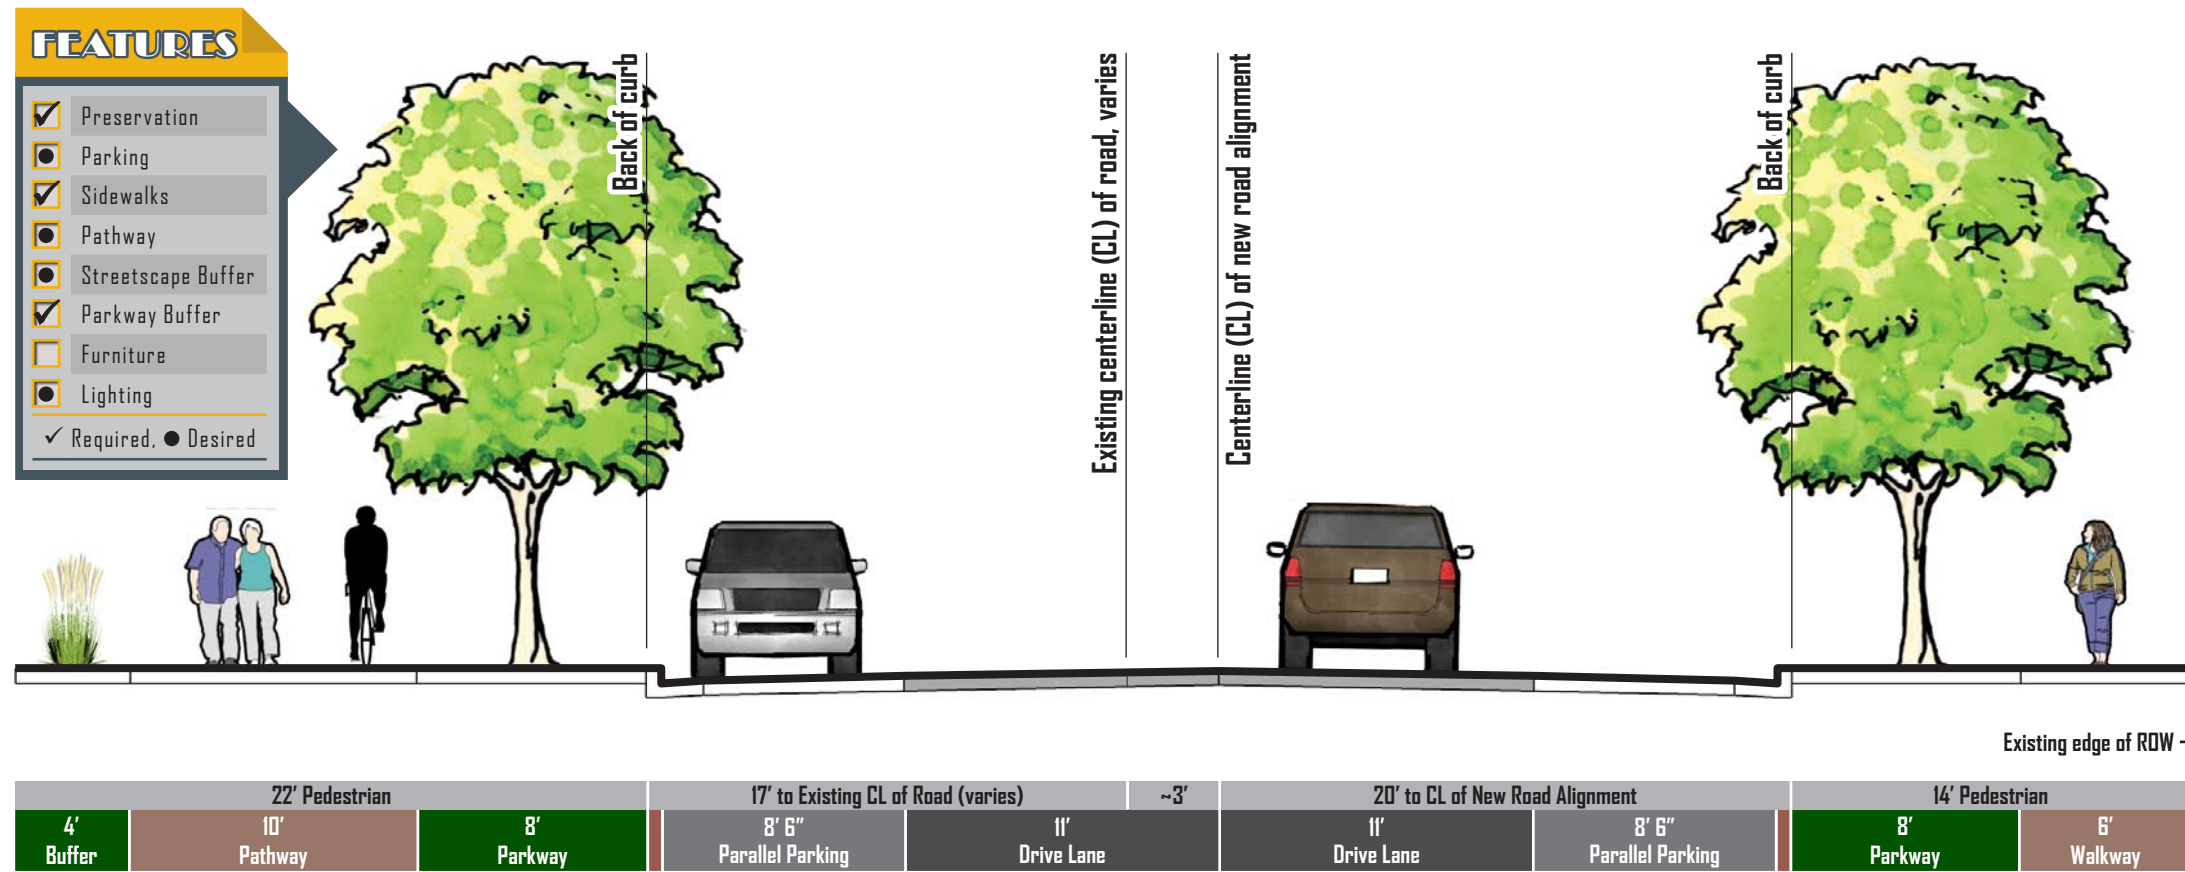 FEATURES
Preservation
Parking
Sidewalks
Pathway
Streetscape Buffer
Parkway Buffer
Furniture
Lighting
✓ Required, ● Desired
Back of curb
Existing centerline (CL) of road, varies
Centerline (CL) of new road alignment
Back of curb
Existing edge of ROW -
22' Pedestrian
17' to Existing CL of Road (varies)
~3'
20' to CL of New Road Alignment
14' Pedestrian
4'
Buffer
10'
Pathway
8'
Parkway
8' 6"
Parallel Parking
11'
Drive Lane
11'
Drive Lane
8' 6"
Parallel Parking
8'
Parkway
6'
Walkway